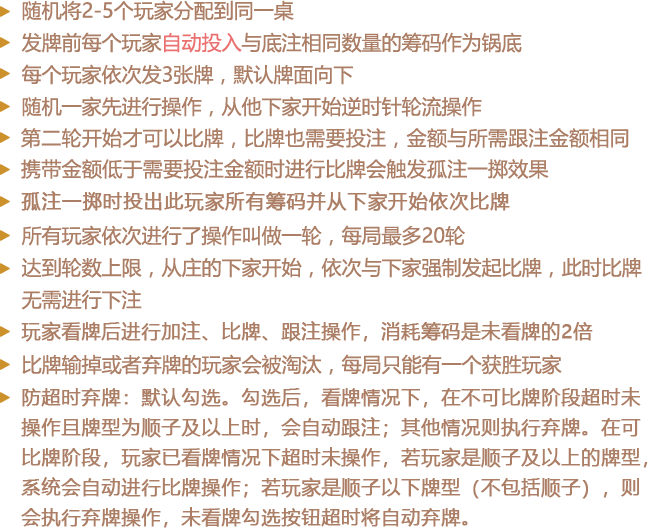 随机将2-5个玩家分配到同一桌
发牌前每个玩家自动投入与底注相同数量的筹码作为锅底
每个玩家依次发3张牌，默认牌面向下
随机一家先进行操作，从他下家开始逆时针轮流操作
第二轮开始才可以比牌，比牌也需要投注，金额与所需跟注金额相同
携带金额低于需要投注金额时进行比牌会触发孤注一掷效果
孤注一掷时投出此玩家所有筹码并从下家开始依次比牌
所有玩家依次进行了操作叫做一轮，每局最多20轮
达到轮数上限，从庄的下家开始，依次与下家强制发起比牌，此时比牌
无需进行下注
玩家看牌后进行加注、比牌、跟注操作，消耗筹码是未看牌的2倍
比牌输掉或者弃牌的玩家会被淘汰，每局只能有一个获胜玩家
防超时弃牌：默认勾选。勾选后，看牌情况下，在不可比牌阶段超时未
操作且牌型为顺子及以上时，会自动跟注；其他情况则执行弃牌。在可
比牌阶段，玩家已看牌情况下超时未操作，若玩家是顺子及以上的牌型，
系统会自动进行比牌操作；若玩家是顺子以下牌型（不包括顺子），则
会执行弃牌操作，未看牌勾选按钮超时将自动弃牌。